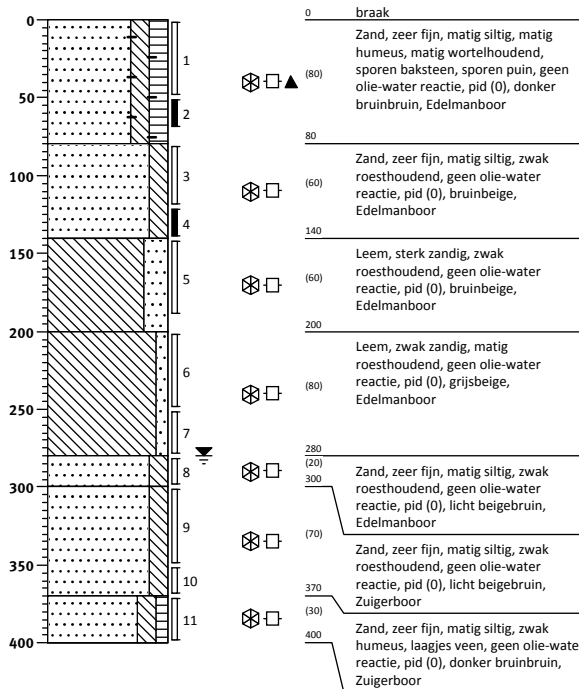 0
50
100
150
200
250
300
350
400
1
2
3
4
5
6
7
8
9
10
11
0 braak
(80)
Zand, zeer fijn, matig siltig, matig
humeus, matig wortelhoudend,
sporen baksteen, sporen puin, geen
olie-water reactie, pid (0), donker
bruinbruin, Edelmanboor
80
(60)
Zand, zeer fijn, matig siltig, zwak
roesthoudend, geen olie-water
reactie, pid (0), bruinbeige,
Edelmanboor
140
(60)
Leem, sterk zandig, zwak
roesthoudend, geen olie-water
reactie, pid (0), bruinbeige,
Edelmanboor
200
(80)
Leem, zwak zandig, matig
roesthoudend, geen olie-water
reactie, pid (0), grijsbeige,
Edelmanboor
280
(20)
300
Zand, zeer fijn, matig siltig, zwak
roesthoudend, geen olie-water
reactie, pid (0), licht beigebruin,
Edelmanboor
(70)
Zand, zeer fijn, matig siltig, zwak
roesthoudend, geen olie-water
reactie, pid (0), licht beigebruin,
Zuigerboor
370
(30)
400
Zand, zeer fijn, matig siltig, zwak
humeus, laagjes veen, geen olie-wate
reactie, pid (0), donker bruinbruin,
Zuigerboor